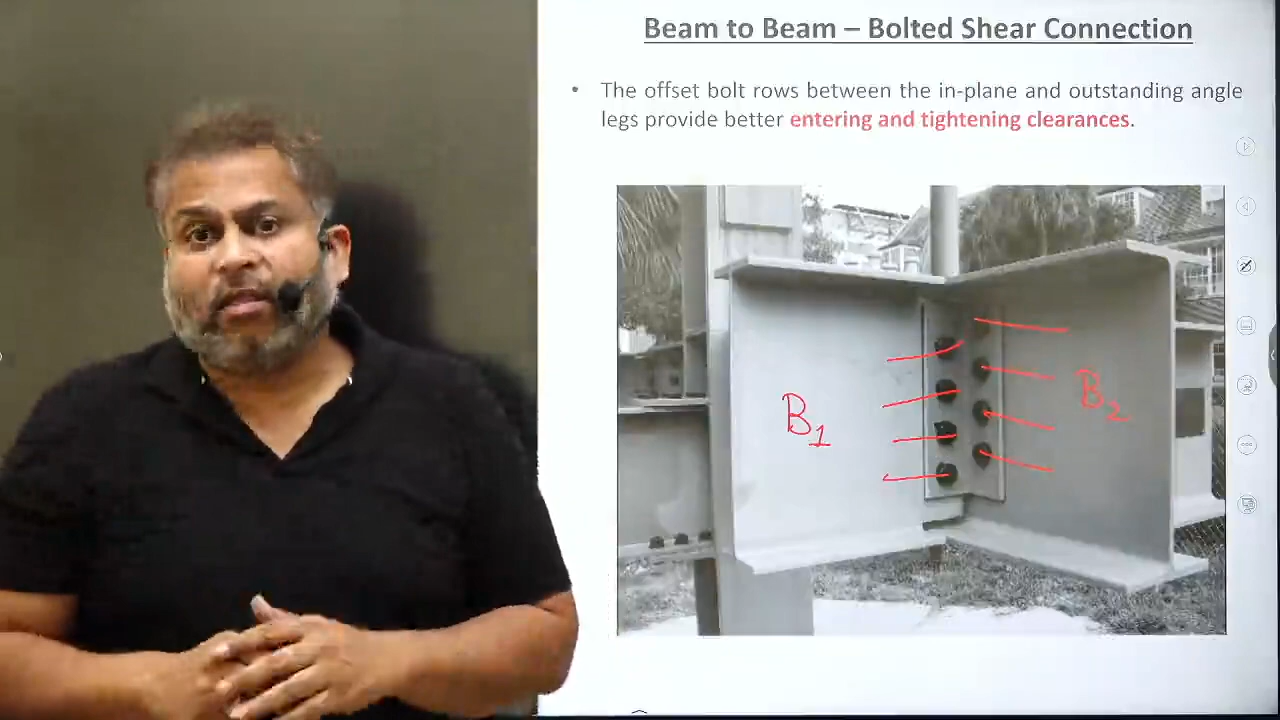 Beam to Beam – Bolted Shear Connection
• The offset bolt rows between the in-plane and outstanding angle
legs provide better entering and tightening clearances.
B1
B2